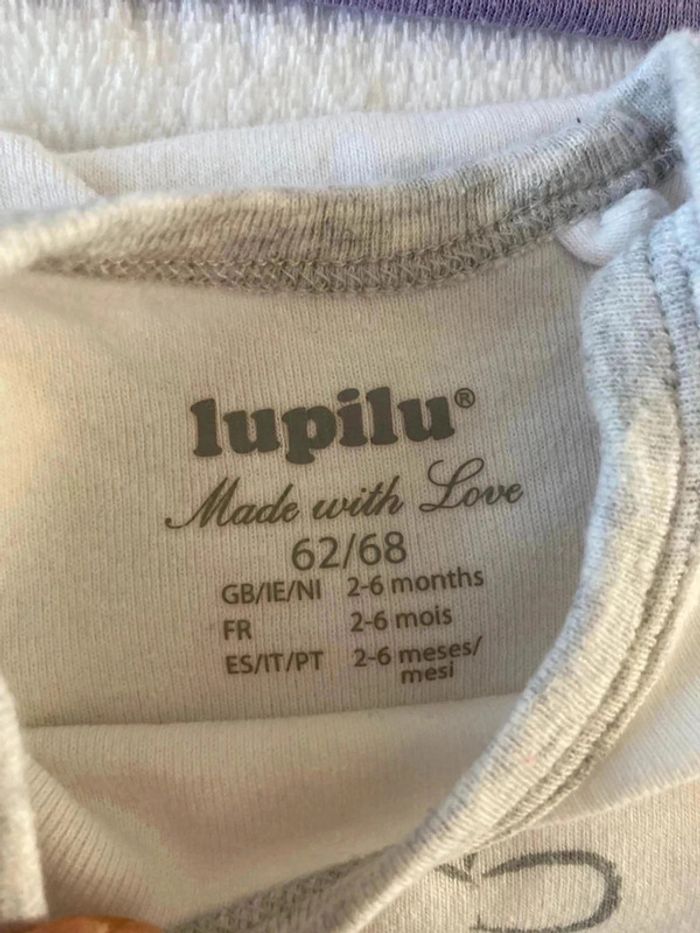 lupilu®
Made with Love
62/68
GB/IE/NI 2-6 months
FR 2-6 mois
ES/IT/PT 2-6 meses/
mesi